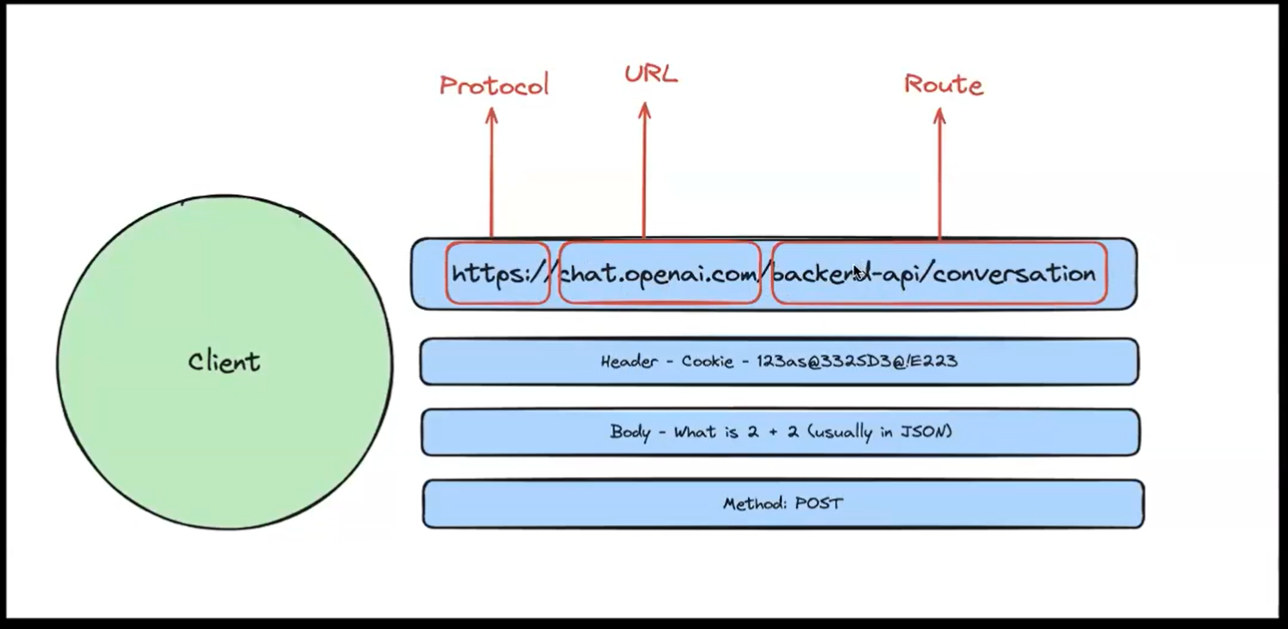 Protocol
URL
Route
https://chat.openai.com/backend-api/conversation
Client
Header - Cookie - 123as@3325D3@!E223
Body - What is 2 + 2 (usually in JSON)
Method: POST